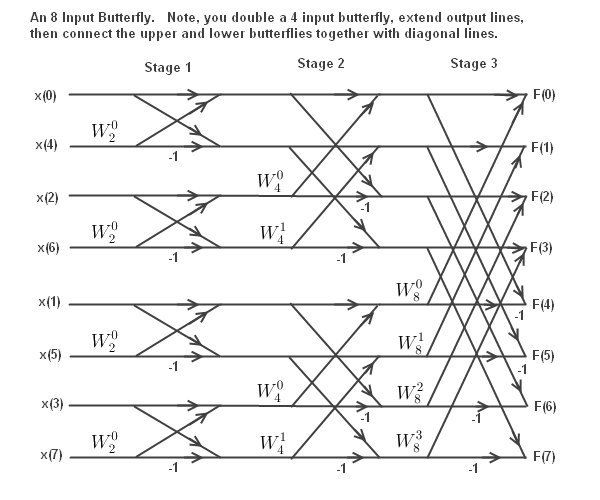 An 8 Input Butterfly. Note, you double a 4 input butterfly, extend output lines,
then connect the upper and lower butterflies together with diagonal lines.
Stage 1 Stage 2 Stage 3
x(0) F(0)
W_2^0
x(4) -1 F(1)
W_4^0
x(2) -1 F(2)
W_2^0 W_4^1
x(6) -1 -1 F(3)
W_8^0
x(1) -1 F(4)
W_2^0 W_8^1
x(5) -1 -1 F(5)
W_4^0 W_8^2
x(3) -1 -1 F(6)
W_2^0 W_4^1 W_8^3
x(7) -1 -1 -1 F(7)